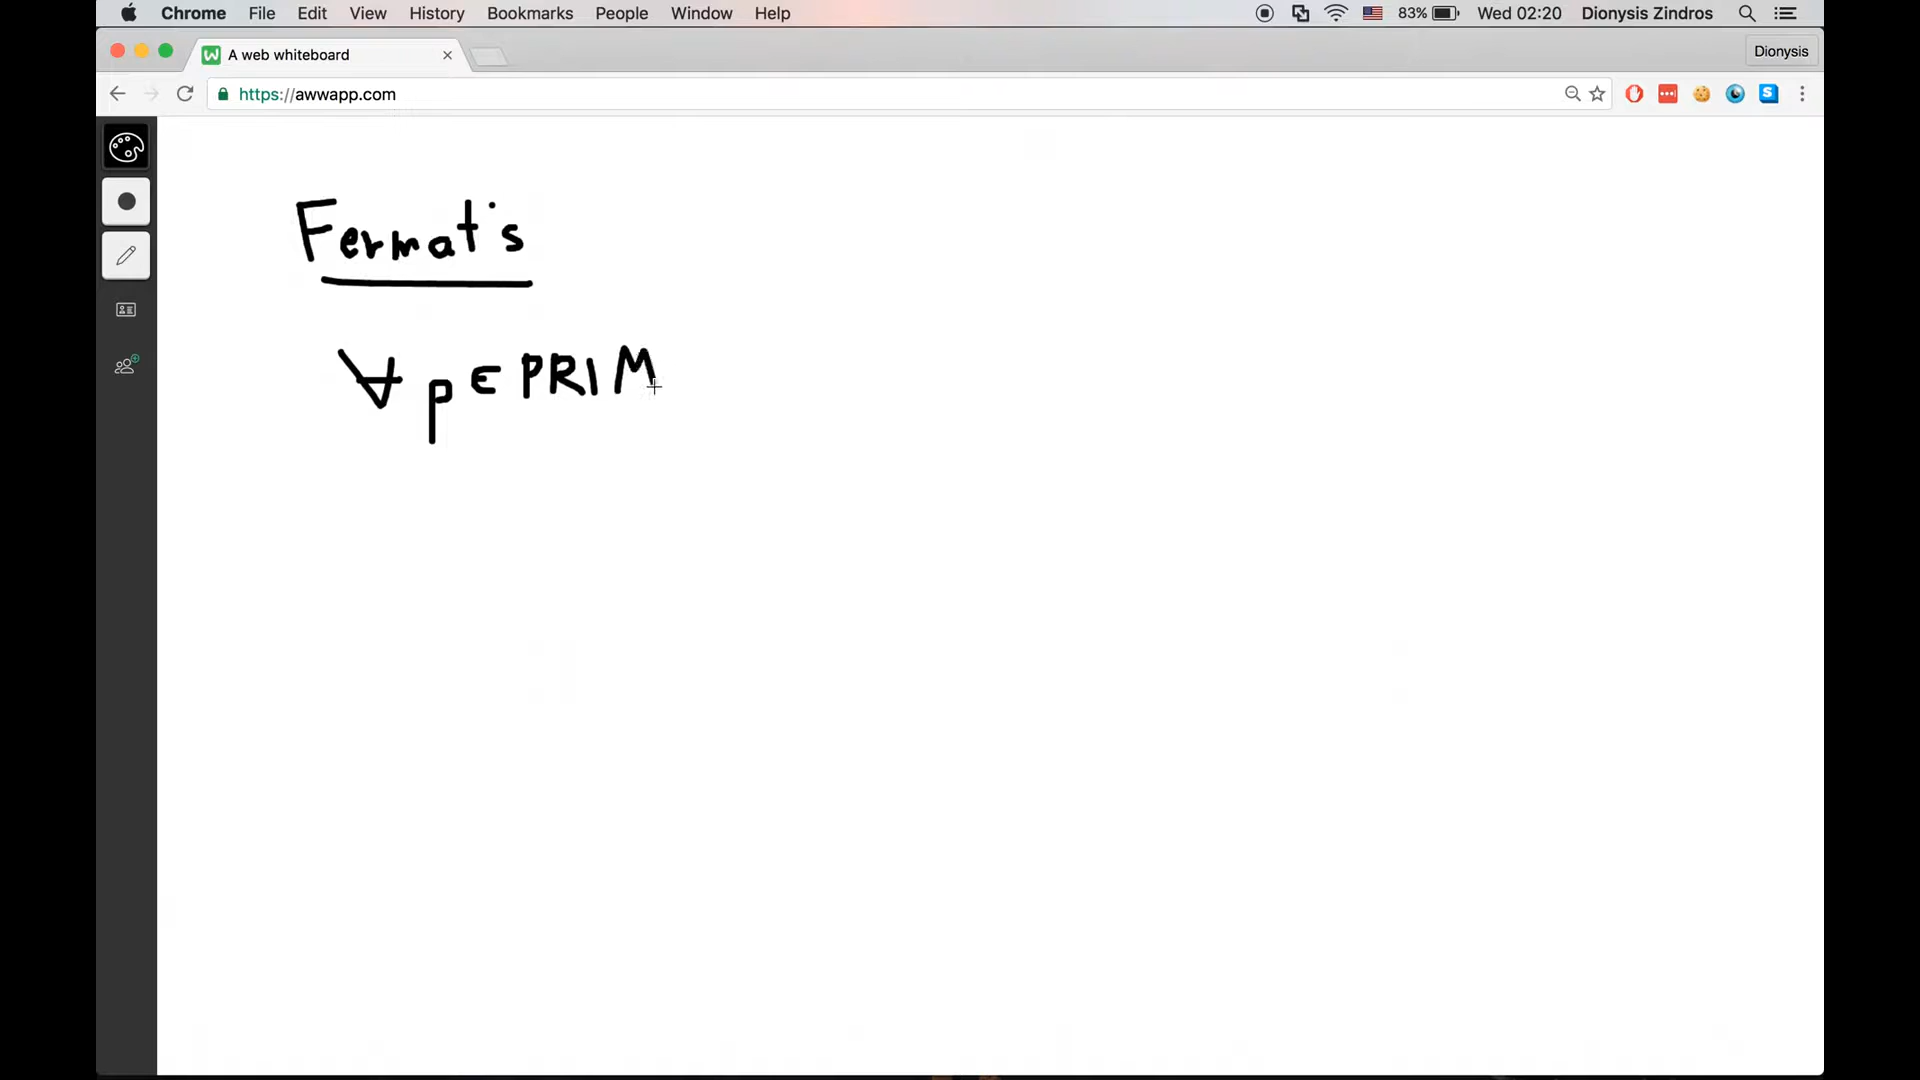 Chrome File Edit View History Bookmarks People Window Help 83% Wed 02:20 Dionysis Zindros
A web whiteboard Dionysis
https://awwapp.com
Fermat's
∀ p ∈ PRIM